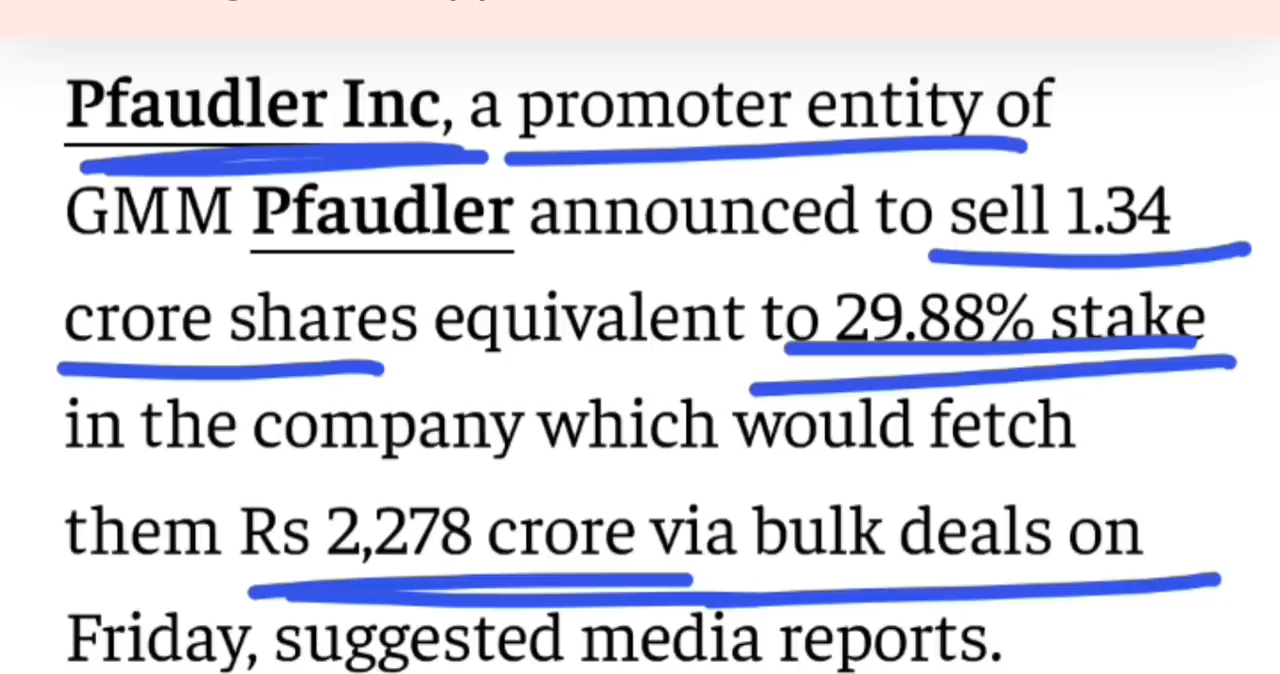 Pfaudler Inc, a promoter entity of
GMM Pfaudler announced to sell 1.34
crore shares equivalent to 29.88% stake
in the company which would fetch
them Rs 2,278 crore via bulk deals on
Friday, suggested media reports.